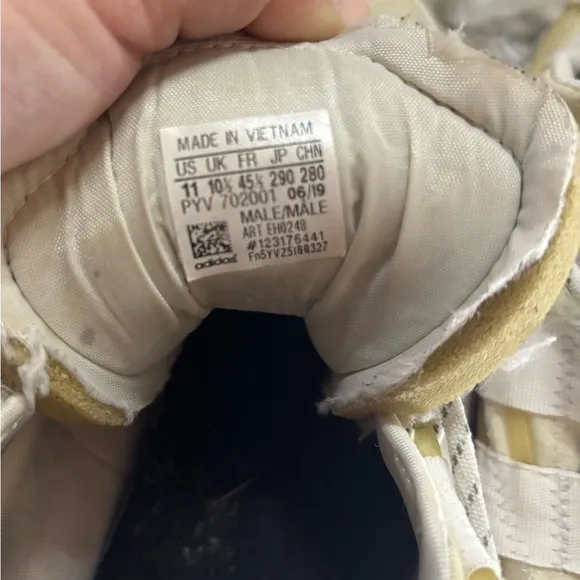 MADE IN VIETNAM
US UK FR JP CHN
11 10½ 45⅓ 290 280
PYV 702001 06/19
MALE/MALE
ART EH0248
#123176441
adidas